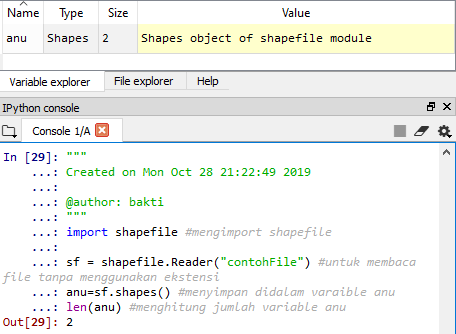 Name Type Size Value
anu Shapes 2 Shapes object of shapefile module
Variable explorer File explorer Help
IPython console
Console 1/A
In [29]: """
...: Created on Mon Oct 28 21:22:49 2019
...:
...: @author: bakti
...: """
...: import shapefile #mengimport shapefile
...:
...: sf = shapefile.Reader("contohFile") #untuk membaca
file tanpa menggunakan ekstensi
...: anu=sf.shapes() #menyimpan didalam varaible anu
...: len(anu) #menghitung jumlah variable anu
Out[29]: 2